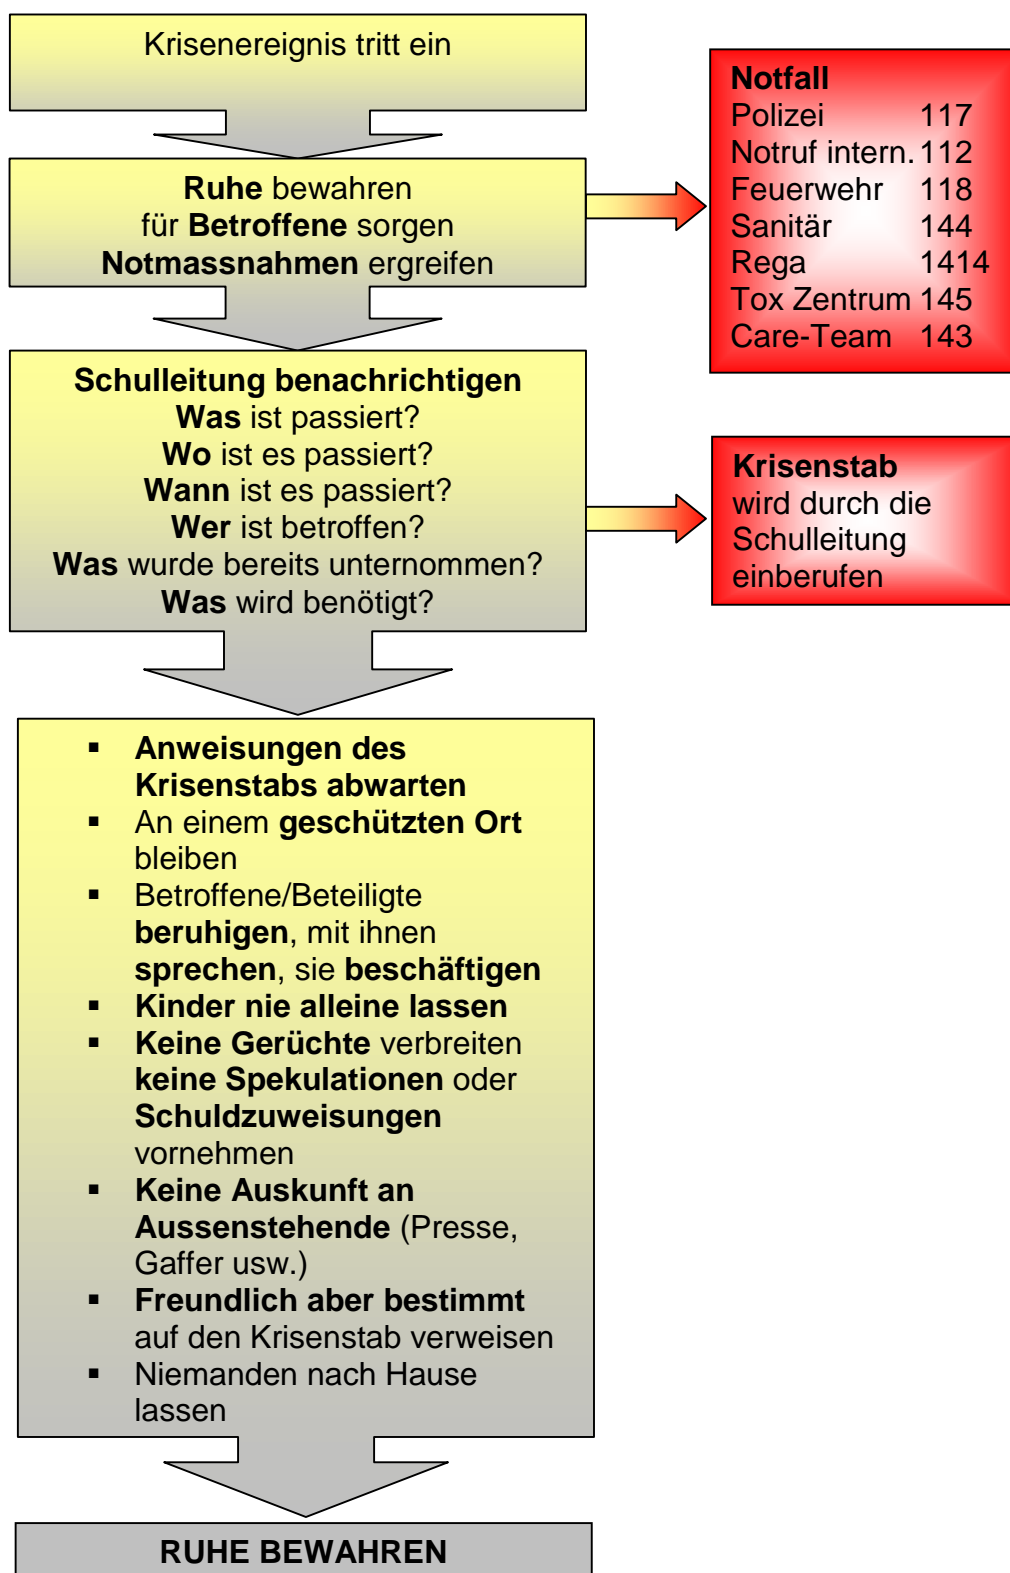 Krisenereignis tritt ein
Ruhe bewahren
für Betroffene sorgen
Notmassnahmen ergreifen
Notfall
Polizei 117
Notruf intern. 112
Feuerwehr 118
Sanitär 144
Rega 1414
Tox Zentrum 145
Care-Team 143
Schulleitung benachrichtigen
Was ist passiert?
Wo ist es passiert?
Wann ist es passiert?
Wer ist betroffen?
Was wurde bereits unternommen?
Was wird benötigt?
Krisenstab
wird durch die
Schulleitung
einberufen
▪ Anweisungen des
Krisenstabs abwarten
▪ An einem geschützten Ort
bleiben
▪ Betroffene/Beteiligte
beruhigen, mit ihnen
sprechen, sie beschäftigen
▪ Kinder nie alleine lassen
▪ Keine Gerüchte verbreiten
keine Spekulationen oder
Schuldzuweisungen
vornehmen
▪ Keine Auskunft an
Aussenstehende (Presse,
Gaffer usw.)
▪ Freundlich aber bestimmt
auf den Krisenstab verweisen
▪ Niemanden nach Hause
lassen
RUHE BEWAHREN